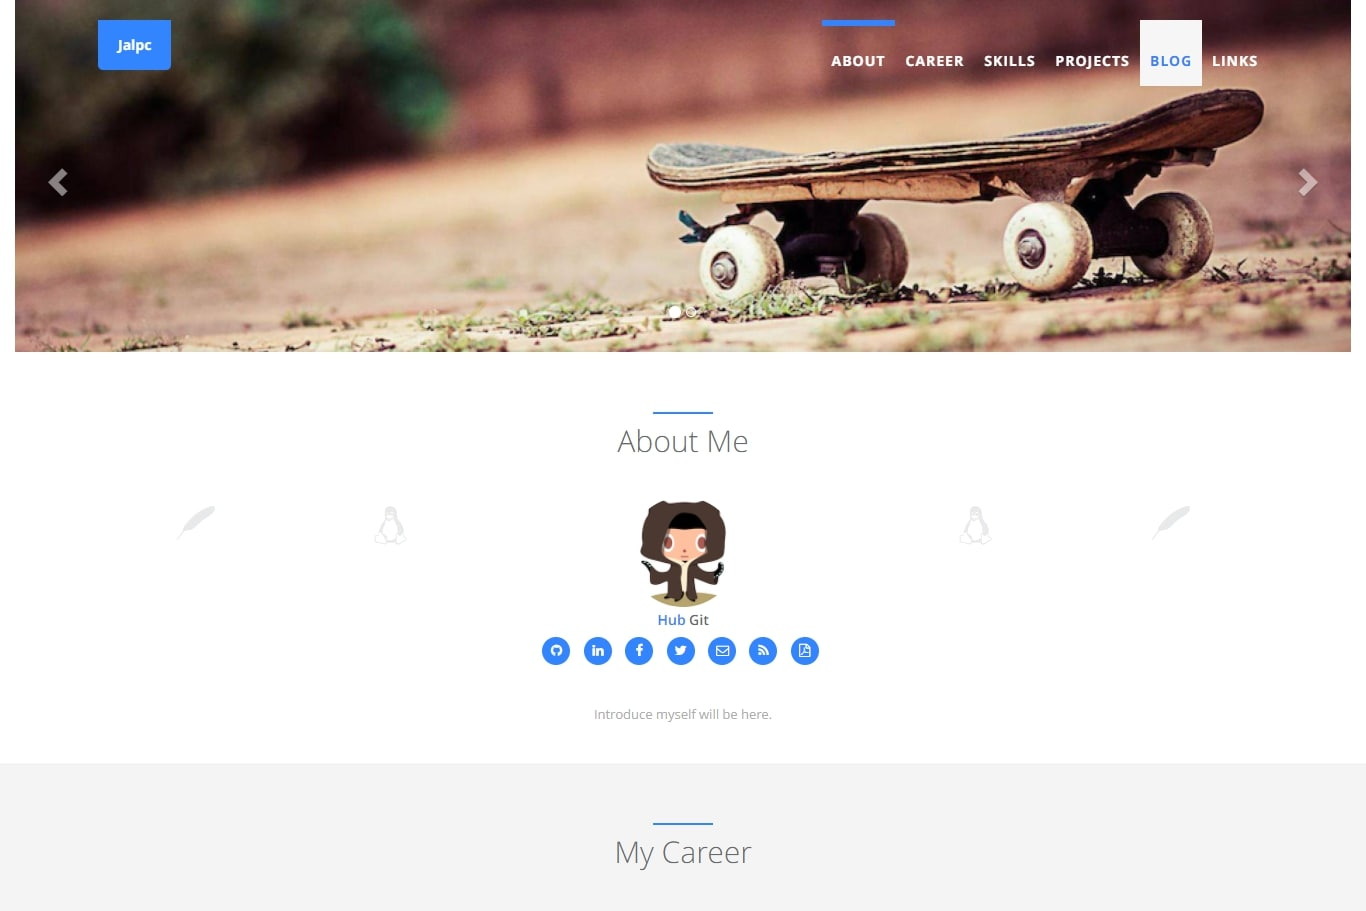 Jalpc
ABOUT CAREER SKILLS PROJECTS BLOG LINKS
About Me
Hub Git
Introduce myself will be here.
My Career